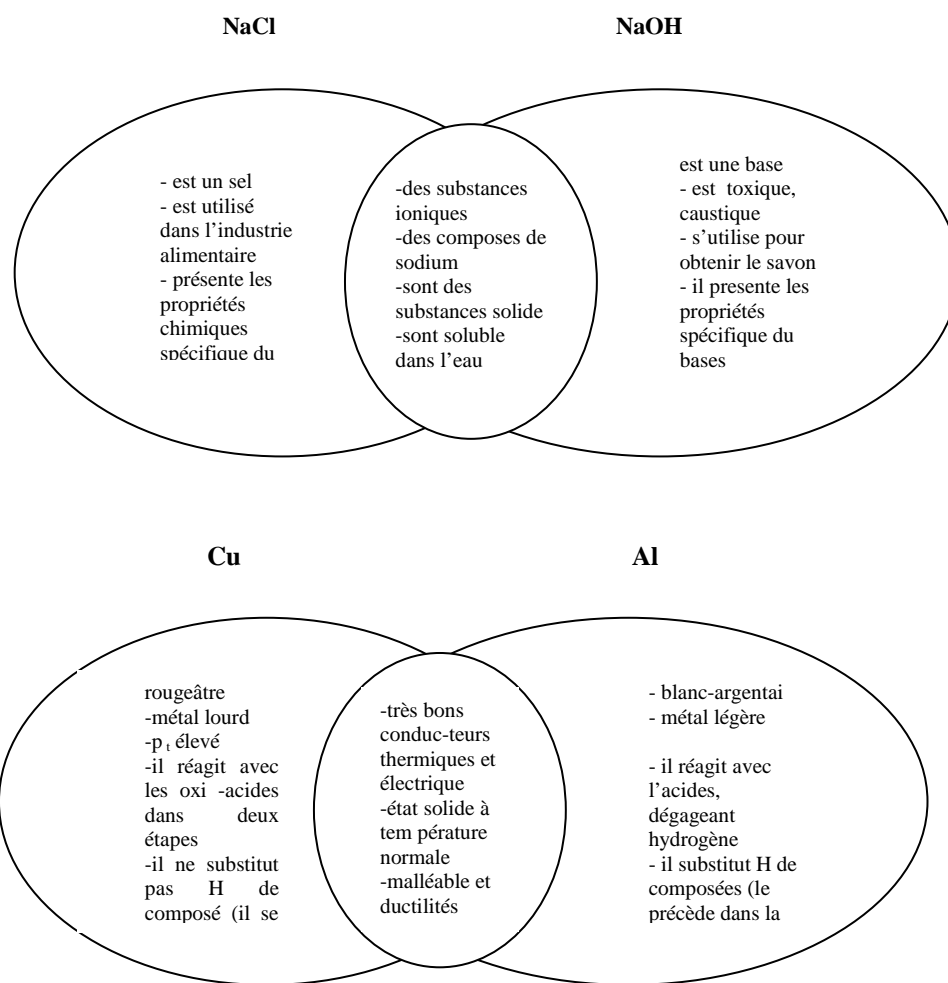 NaCl
NaOH
- est un sel
- est utilisé
dans l’industrie
alimentaire
- présente les
propriétés
chimiques
spécifique du
-des substances
ioniques
-des composes de
sodium
-sont des
substances solide
-sont soluble
dans l’eau
est une base
- est toxique,
caustique
- s’utilise pour
obtenir le savon
- il presente les
propriétés
spécifique du
bases
Cu
Al
rougeâtre
-métal lourd
-p t élevé
-il réagit avec
les oxi -acides
dans deux
étapes
-il ne substitut
pas H de
composé (il se
-très bons
conduc-teurs
thermiques et
électrique
-état solide à
tem pérature
normale
-malléable et
ductilités
- blanc-argentai
- métal légère
- il réagit avec
l’acides,
dégageant
hydrogène
- il substitut H de
composées (le
précède dans la